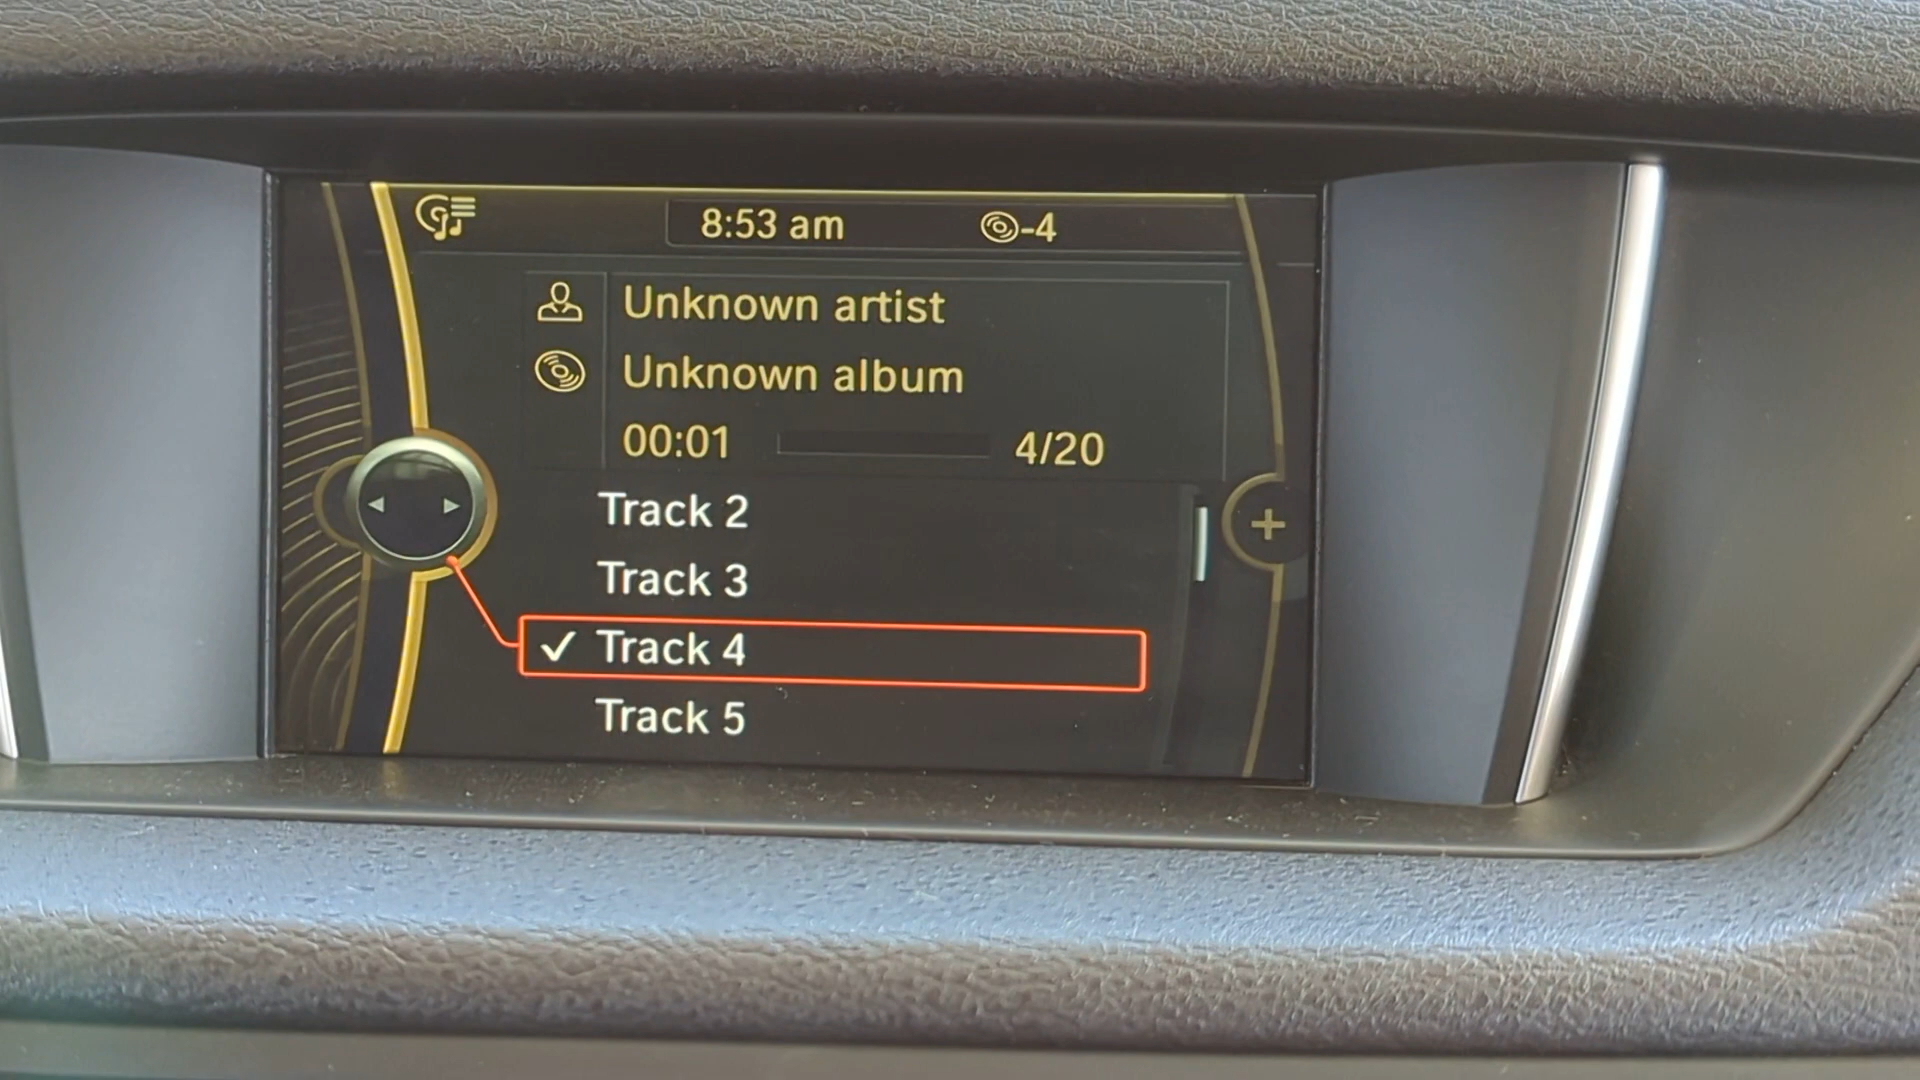 8:53 am -4
Unknown artist
Unknown album
00:01 4/20
Track 2
Track 3
✓ Track 4
Track 5